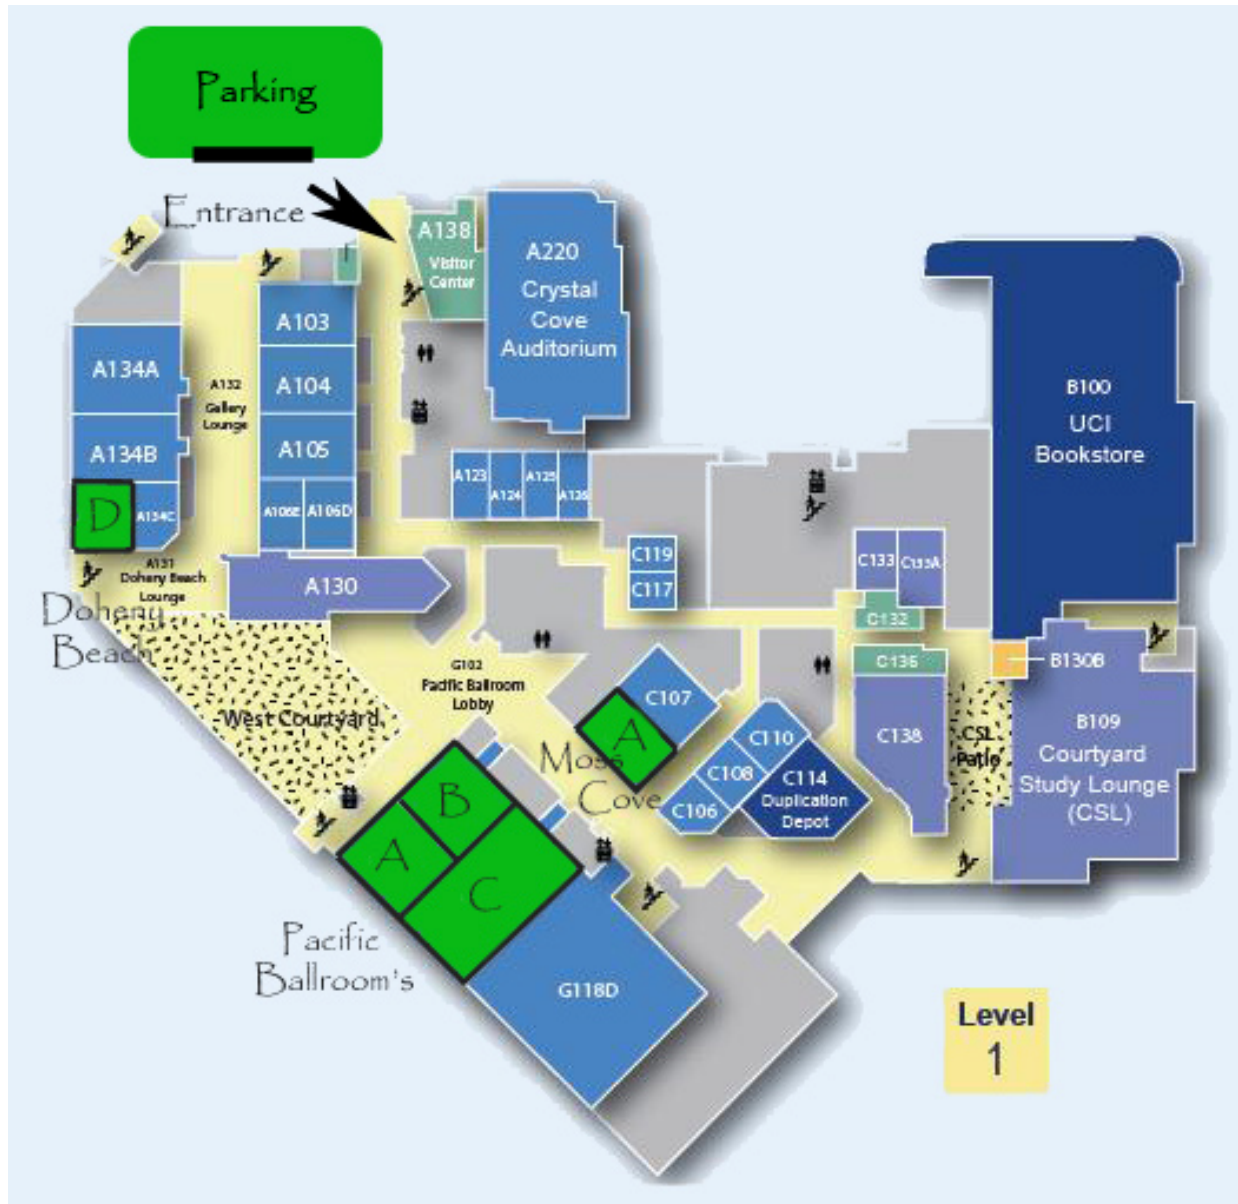 Parking
Entrance
A138
Visitor
Center
A220
Crystal
Cove
Auditorium
A103
A134A
A132
Gallery
Lounge
A104
B100
UCI
Bookstore
A134B
A105
A123
A124
A125
A126
D
A134C
A106E
A106D
C119
C117
C133
C133A
A131
Doheny Beach
Lounge
A130
Doheny
Beach
C132
C135
B130B
G102
Pacific Ballroom
Lobby
C107
West Courtyard
A
Moss
Cove
C110
C108
C106
C114
Duplication
Depot
C138
CSL
Patio
B109
Courtyard
Study Lounge
(CSL)
B
A
C
Pacific
Ballroom's
G118D
Level
1